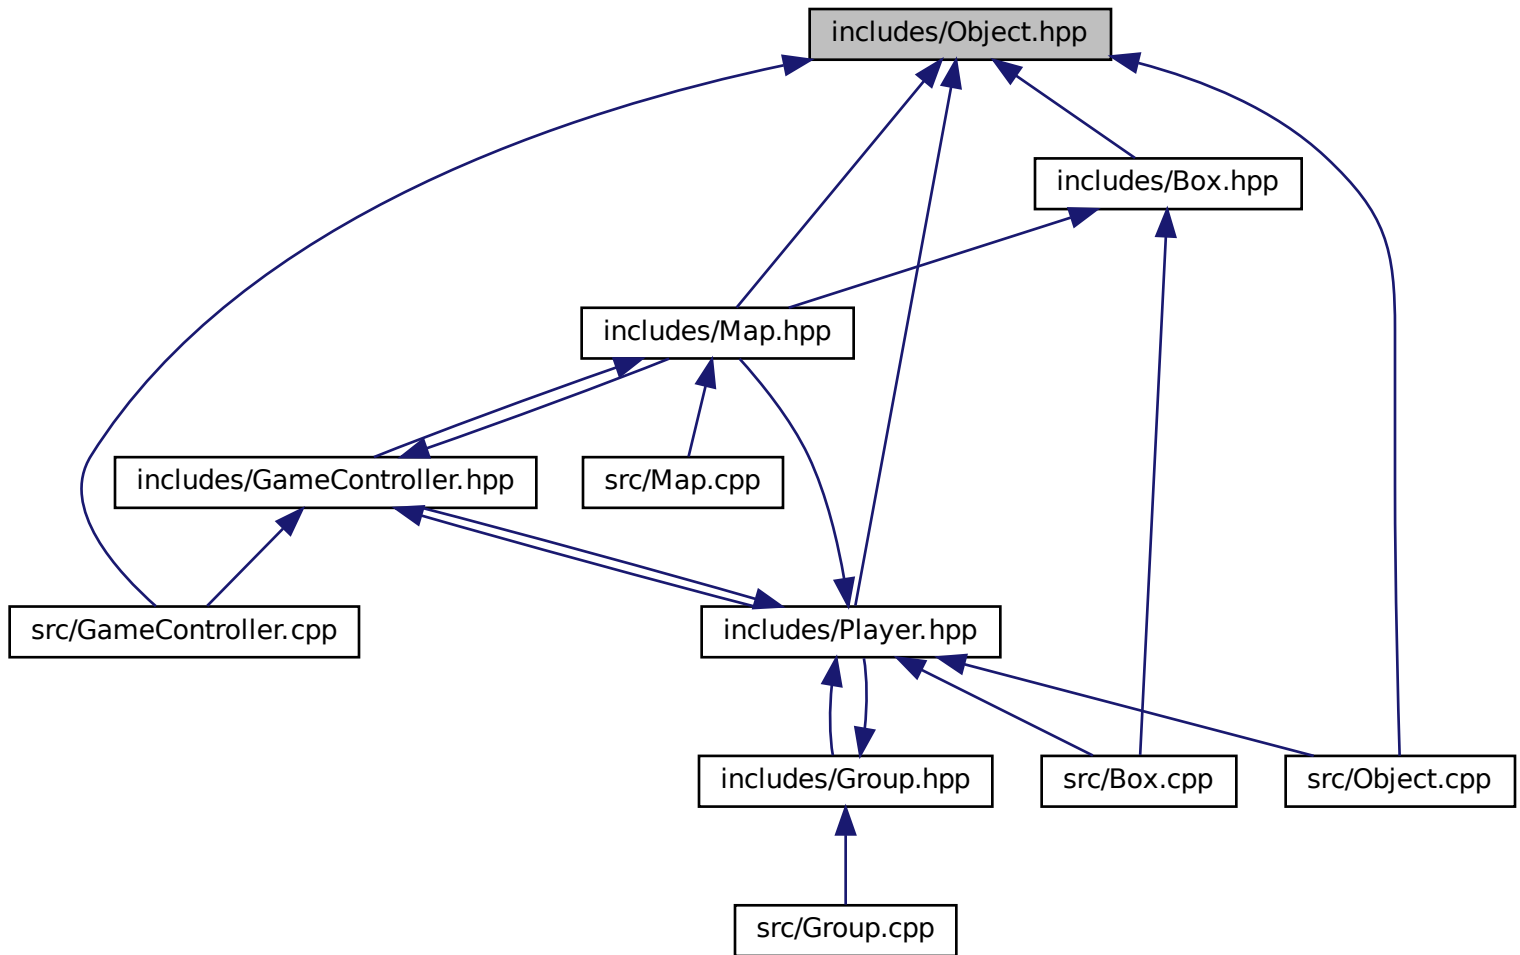 includes/Object.hpp
includes/Box.hpp
includes/Map.hpp
includes/GameController.hpp
src/Map.cpp
src/GameController.cpp
includes/Player.hpp
includes/Group.hpp
src/Box.cpp
src/Object.cpp
src/Group.cpp